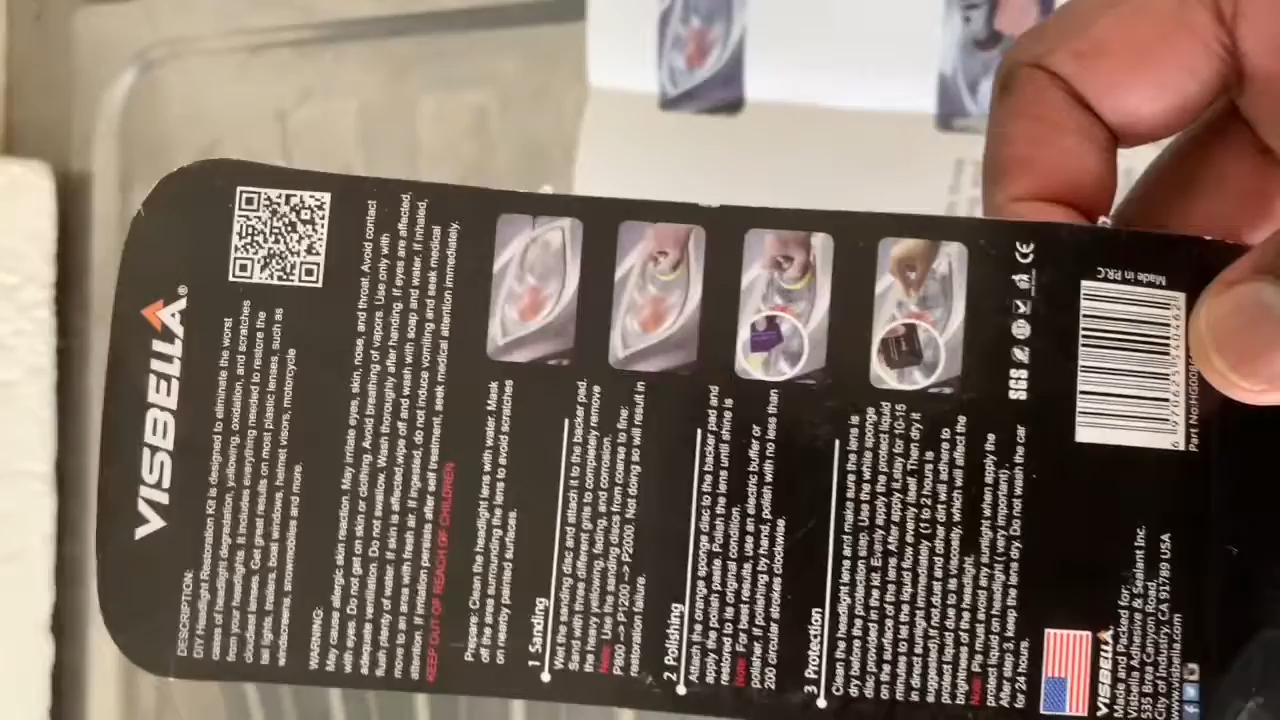 VISBELLA®
DESCRIPTION:
DIY Headlight Restoration Kit is designed to eliminate the worst
cases of headlight degradation, yellowing, oxidation, and scratches
from your headlights. It includes everything needed to restore the
cloudiest lenses. Get great results on most plastic lenses, such as
tail lights, trailers, boat windows, helmet visors, motorcycle
windscreens, snowmobiles and more.
WARNING:
May cause allergic skin reaction. May irritate eyes, skin, nose, and throat. Avoid contact
with eyes. Do not get on skin or clothing. Avoid breathing of vapors. Use only with
adequate ventilation. Do not swallow. Wash thoroughly after handing. If eyes are affected,
flush plenty of water. If skin is affected,wipe off and wash with soap and water. If inhaled,
move to an area with fresh air. If ingested, do not induce vomiting and seek medical
attention. If irritation persists after self treatment, seek medical attention immediately.
KEEP OUT OF REACH OF CHILDREN
Prepare: Clean the headlight lens with water. Mask
off the area surrounding the lens to avoid scratches
on nearby painted surfaces.
1 Sanding
Wet the sanding disc and attach it to the backer pad.
Sand with three different grits to completely remove
the heavy yellowing, fading, and corrosion.
Note: Use the sanding discs from coarse to fine:
P800 --> P1200 --> P2000. Not doing so will result in
restoration failure.
2 Polishing
Attach the orange sponge disc to the backer pad and
apply the polish paste. Polish the lens until shine is
restored to its original condition.
Note: For best results, use an electric buffer or
polisher. If polishing by hand, polish with no less than
200 circular strokes clockwise.
3 Protection
Clean the headlight lens and make sure the lens is
dry before the protection stap. Use the while sponge
disc provided in the kit. Evenly apply the protect liquid
on the surface of the lens. After apply it,stay for 10-15
minutes to let the liquid flow evenly itself. Then dry it
in direct sunlight immediately (1 to 2 hours is
suggested).If not,dust and other dirt will adhere to
protect liquid due to its viscosity, which will affect the
brightness of the headlight.
Note: Pls must avoid any sunlight when apply the
protect liquid on headlight ( very important).
After step 3, keep the lens dry. Do not wash the car
for 24 hours.
SGS CE
VISBELLA
Made and Packed for:
Visbella Adhesive & Sealant Inc.
535 Brea Canyon Road,
City of Industry, CA 91789 USA
www.visbella.com
Made in P.R.C
Part No:HG008